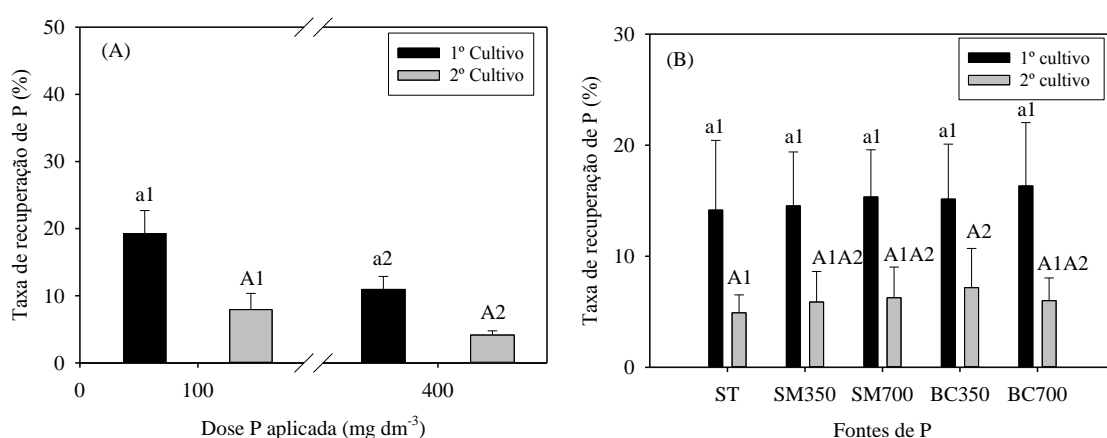 (A)
1º Cultivo
2º Cultivo
Taxa de recuperação de P (%)
50
40
30
20
10
0
a1
A1
a2
A2
0
100
400
Dose P aplicada (mg dm-3)
(B)
1º cultivo
2º cultivo
Taxa de recuperação de P (%)
30
20
10
0
a1 a1 a1 a1 a1
A1 A1A2 A1A2 A2 A1A2
ST SM350 SM700 BC350 BC700
Fontes de P